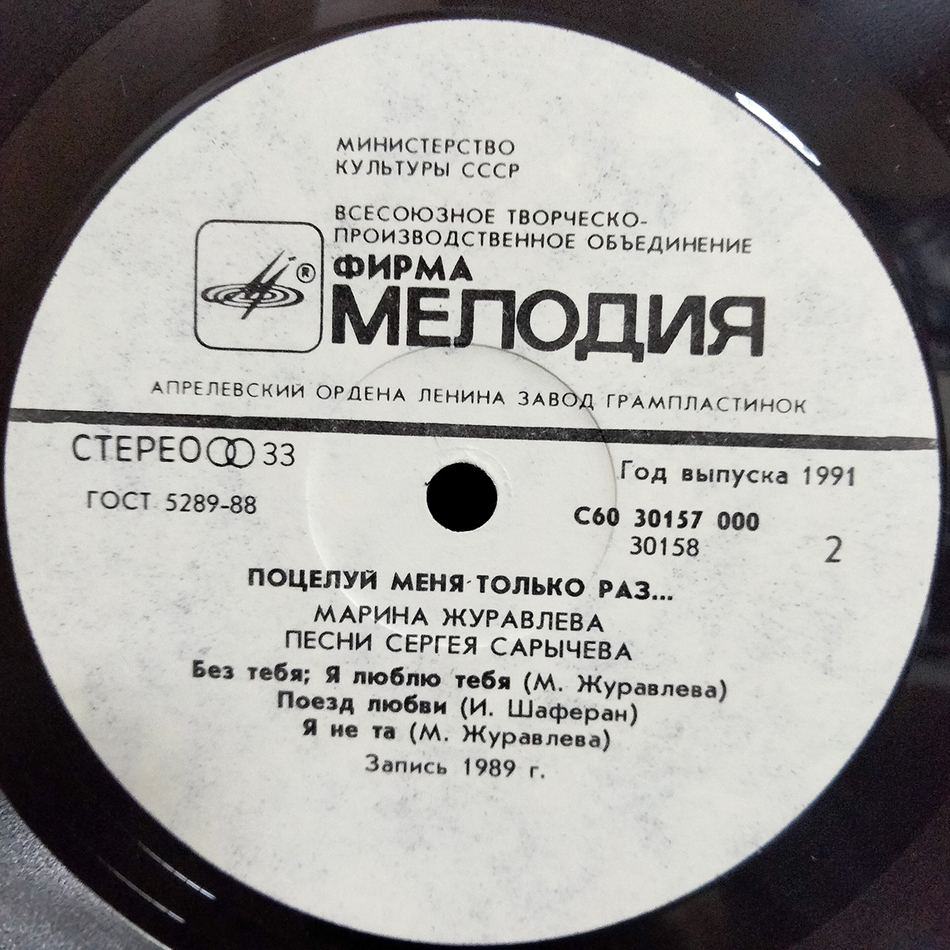 МИНИСТЕРСТВО
КУЛЬТУРЫ СССР
ВСЕСОЮЗНОЕ ТВОРЧЕСКО-
ПРОИЗВОДСТВЕННОЕ ОБЪЕДИНЕНИЕ
®
ФИРМА
МЕЛОДИЯ
АПРЕЛЕВСКИЙ ОРДЕНА ЛЕНИНА ЗАВОД ГРАМПЛАСТИНОК
СТЕРЕО 33
Год выпуска 1991
ГОСТ 5289-88
С60 30157 000
30158
2
ПОЦЕЛУЙ МЕНЯ ТОЛЬКО РАЗ...
МАРИНА ЖУРАВЛЕВА
ПЕСНИ СЕРГЕЯ САРЫЧЕВА
Без тебя; Я люблю тебя (М. Журавлева)
Поезд любви (И. Шаферан)
Я не та (М. Журавлева)
Запись 1989 г.